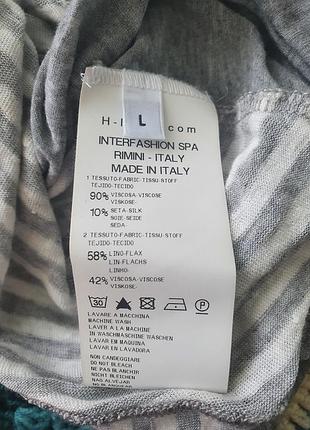 L
H-
com
INTERFASHION SPA
RIMINI - ITALY
MADE IN ITALY
1 TESSUTO-FABRIC-TISSU-STOFF
TEJIDO-TECIDO
90% VISCOSA-VISCOSE
VISKOSE-
10% SETA-SILK
SOIE-SEIDE
SEDA
2 TESSUTO-FABRIC-TISSU-STOFF
TEJIDO-TECIDO
58% LINO-FLAX
LIN-FLACHS
LINHO-
42% VISCOSA-VISCOSE
VISKOSE-
30
P
LAVARE A MACCHINA
MACHINE WASH
LAVER A LA MACHINE
IN WASCHMASCHINE WASCHEN
LAVAR EN MAQUINA
LAVAR A LAVADORA
NON CANDEGGIARE
DO NOT BLEACH
NE PAS BLANCHIR
NICHT BLEICHEN
NAO ALVEJAR
NO BLANQUEAR